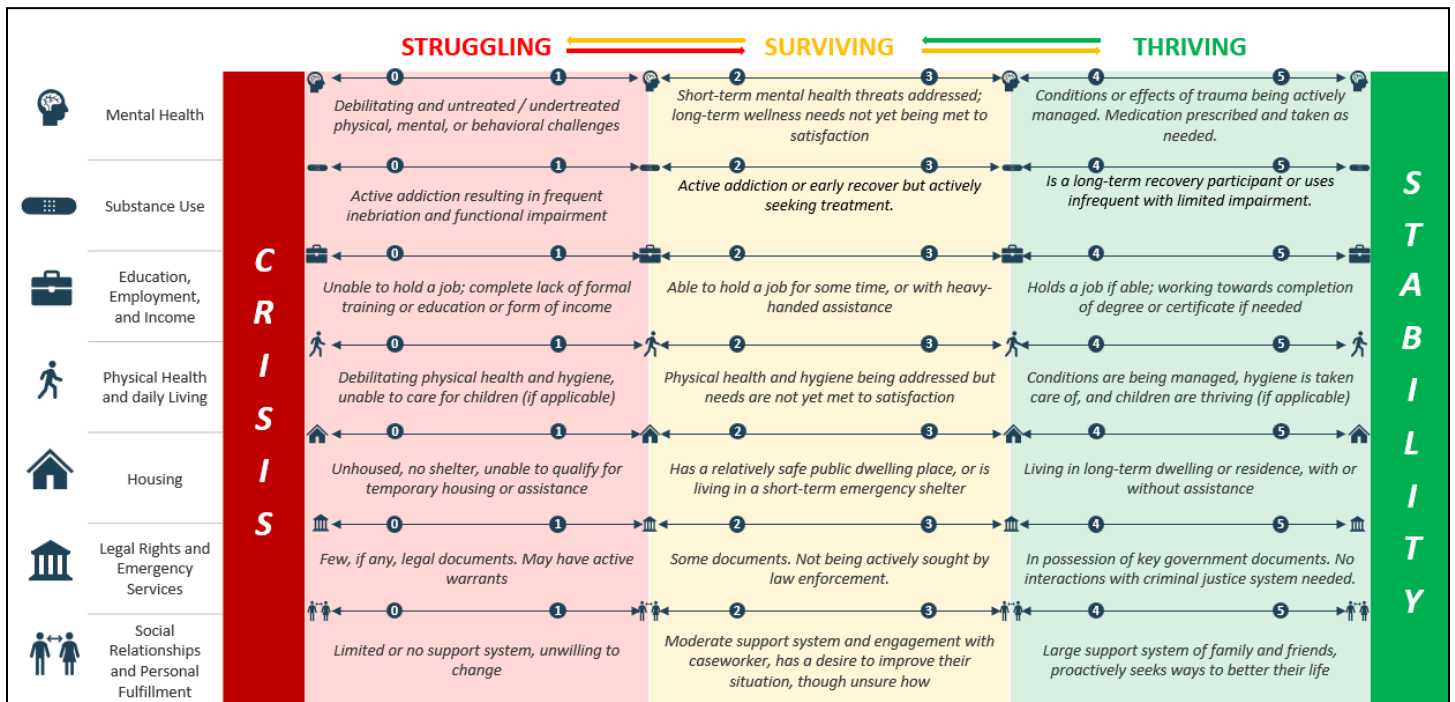 STRUGGLING
SURVIVING
THRIVING
CRISIS
STABILITY
Mental Health
0 1 2 3 4 5
Debilitating and untreated / undertreated
physical, mental, or behavioral challenges
Short-term mental health threats addressed;
long-term wellness needs not yet being met to
satisfaction
Conditions or effects of trauma being actively
managed. Medication prescribed and taken as
needed.
Substance Use
0 1 2 3 4 5
Active addiction resulting in frequent
inebriation and functional impairment
Active addiction or early recover but actively
seeking treatment.
Is a long-term recovery participant or uses
infrequent with limited impairment.
Education,
Employment,
and Income
0 1 2 3 4 5
Unable to hold a job; complete lack of formal
training or education or form of income
Able to hold a job for some time, or with heavy-
handed assistance
Holds a job if able; working towards completion
of degree or certificate if needed
Physical Health
and daily Living
0 1 2 3 4 5
Debilitating physical health and hygiene,
unable to care for children (if applicable)
Physical health and hygiene being addressed but
needs are not yet met to satisfaction
Conditions are being managed, hygiene is taken
care of, and children are thriving (if applicable)
Housing
0 1 2 3 4 5
Unhoused, no shelter, unable to qualify for
temporary housing or assistance
Has a relatively safe public dwelling place, or is
living in a short-term emergency shelter
Living in long-term dwelling or residence, with or
without assistance
Legal Rights and
Emergency
Services
0 1 2 3 4 5
Few, if any, legal documents. May have active
warrants
Some documents. Not being actively sought by
law enforcement.
In possession of key government documents. No
interactions with criminal justice system needed.
Social
Relationships
and Personal
Fulfillment
0 1 2 3 4 5
Limited or no support system, unwilling to
change
Moderate support system and engagement with
caseworker, has a desire to improve their
situation, though unsure how
Large support system of family and friends,
proactively seeks ways to better their life